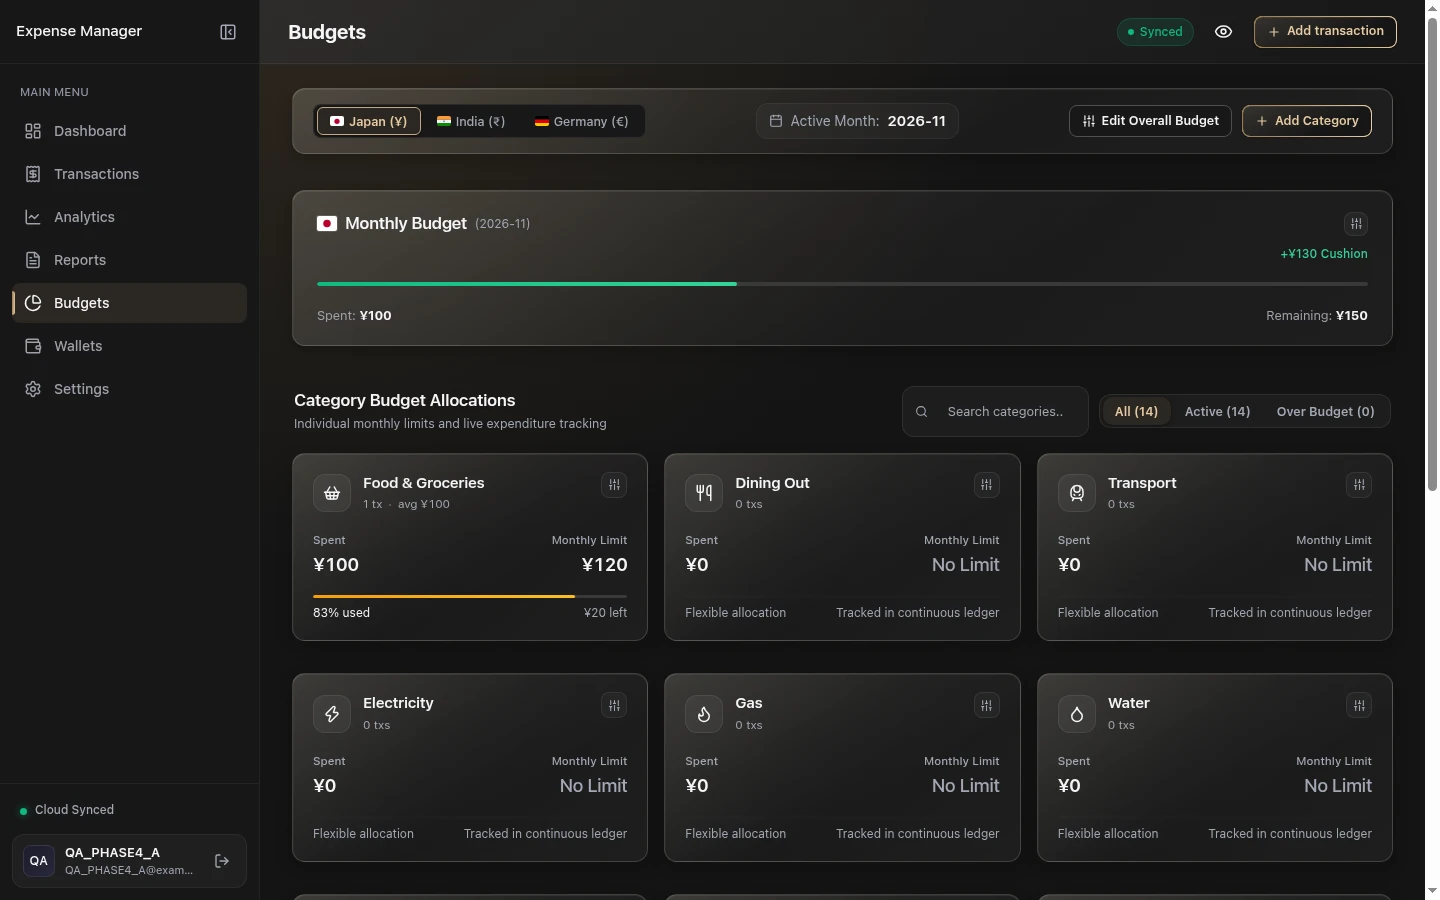 Expense Manager
Budgets
Synced
Add transaction
MAIN MENU
Dashboard
Transactions
Analytics
Reports
Budgets
Wallets
Settings
Japan (¥)
India (₹)
Germany (€)
Active Month: 2026-11
Edit Overall Budget
Add Category
Monthly Budget (2026-11)
+¥130 Cushion
Spent: ¥100
Remaining: ¥150
Category Budget Allocations
Individual monthly limits and live expenditure tracking
Search categories..
All (14)
Active (14)
Over Budget (0)
Food & Groceries
1 tx · avg ¥100
Spent
Monthly Limit
¥100
¥120
83% used
¥20 left
Dining Out
0 txs
Spent
Monthly Limit
¥0
No Limit
Flexible allocation
Tracked in continuous ledger
Transport
0 txs
Spent
Monthly Limit
¥0
No Limit
Flexible allocation
Tracked in continuous ledger
Electricity
0 txs
Spent
Monthly Limit
¥0
No Limit
Flexible allocation
Tracked in continuous ledger
Gas
0 txs
Spent
Monthly Limit
¥0
No Limit
Flexible allocation
Tracked in continuous ledger
Water
0 txs
Spent
Monthly Limit
¥0
No Limit
Flexible allocation
Tracked in continuous ledger
Cloud Synced
QA
QA_PHASE4_A
QA_PHASE4_A@exam...